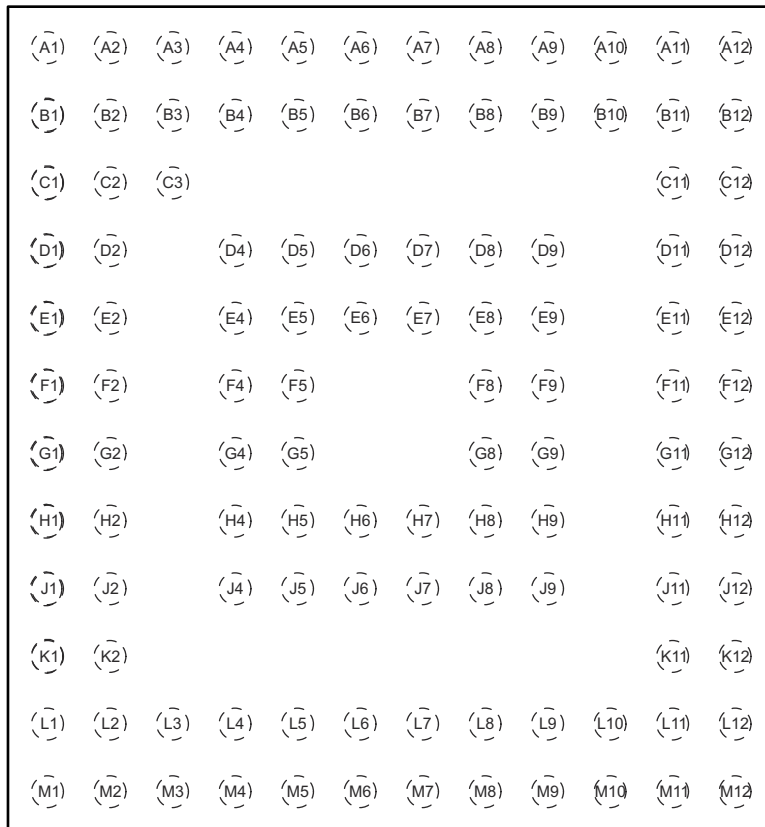 A1 A2 A3 A4 A5 A6 A7 A8 A9 A10 A11 A12
B1 B2 B3 B4 B5 B6 B7 B8 B9 B10 B11 B12
C1 C2 C3 C11 C12
D1 D2 D4 D5 D6 D7 D8 D9 D11 D12
E1 E2 E4 E5 E6 E7 E8 E9 E11 E12
F1 F2 F4 F5 F8 F9 F11 F12
G1 G2 G4 G5 G8 G9 G11 G12
H1 H2 H4 H5 H6 H7 H8 H9 H11 H12
J1 J2 J4 J5 J6 J7 J8 J9 J11 J12
K1 K2 K11 K12
L1 L2 L3 L4 L5 L6 L7 L8 L9 L10 L11 L12
M1 M2 M3 M4 M5 M6 M7 M8 M9 M10 M11 M12